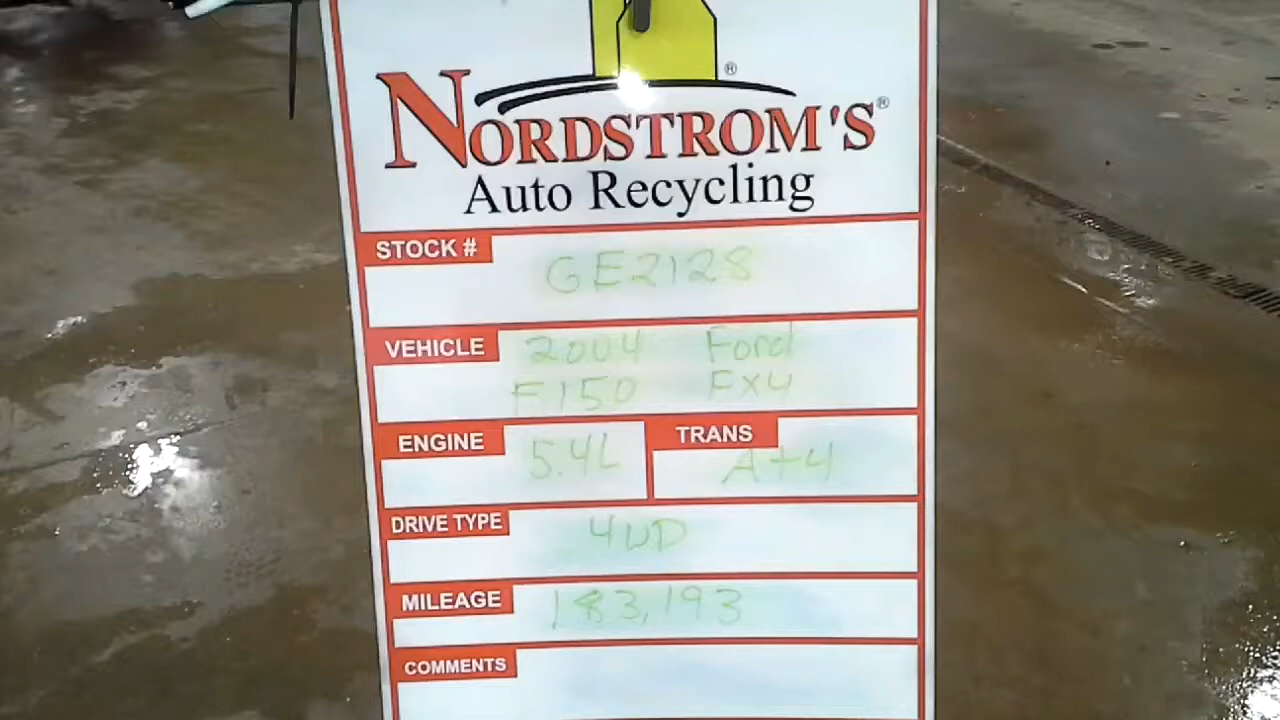 NORDSTROM'S®
Auto Recycling
STOCK # GE2128
VEHICLE 2004 Ford
F150 FX4
ENGINE 5.4L TRANS A+4
DRIVE TYPE 4WD
MILEAGE 183,193
COMMENTS